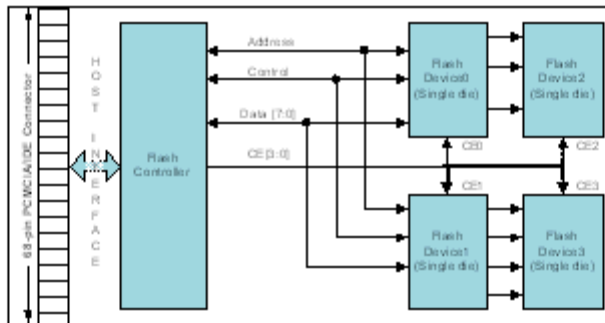 68-pin PCMCIA/IDE Connector
HOST INTERFACE
Flash
Controller
Address
Control
Data [7:0]
CE[3:0]
Flash
Device0
(Single die)
Flash
Device2
(Single die)
CE0
CE2
CE1
CE3
Flash
Device1
(Single die)
Flash
Device3
(Single die)